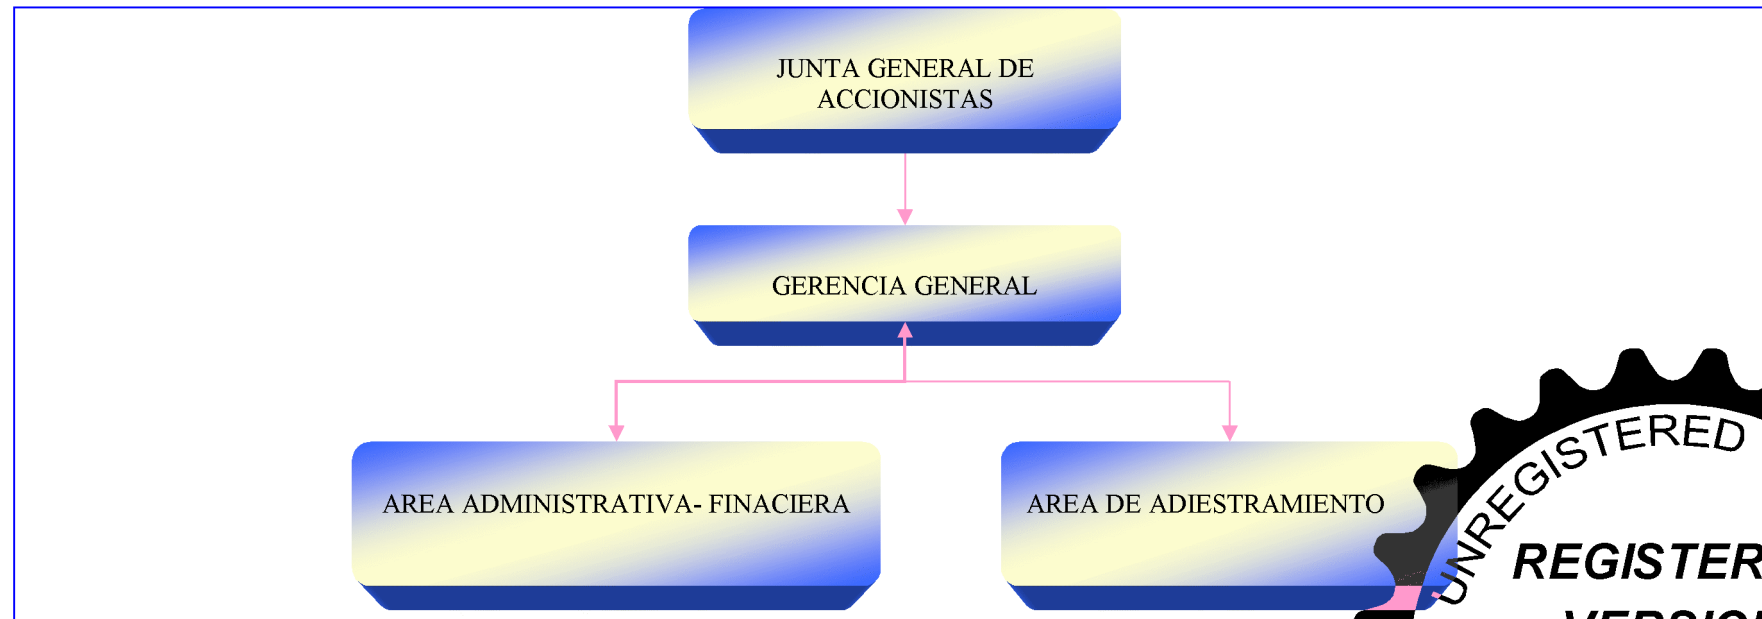 JUNTA GENERAL DE
ACCIONISTAS
GERENCIA GENERAL
AREA ADMINISTRATIVA- FINACIERA
AREA DE ADIESTRAMIENTO
UNREGISTERED
REGISTER